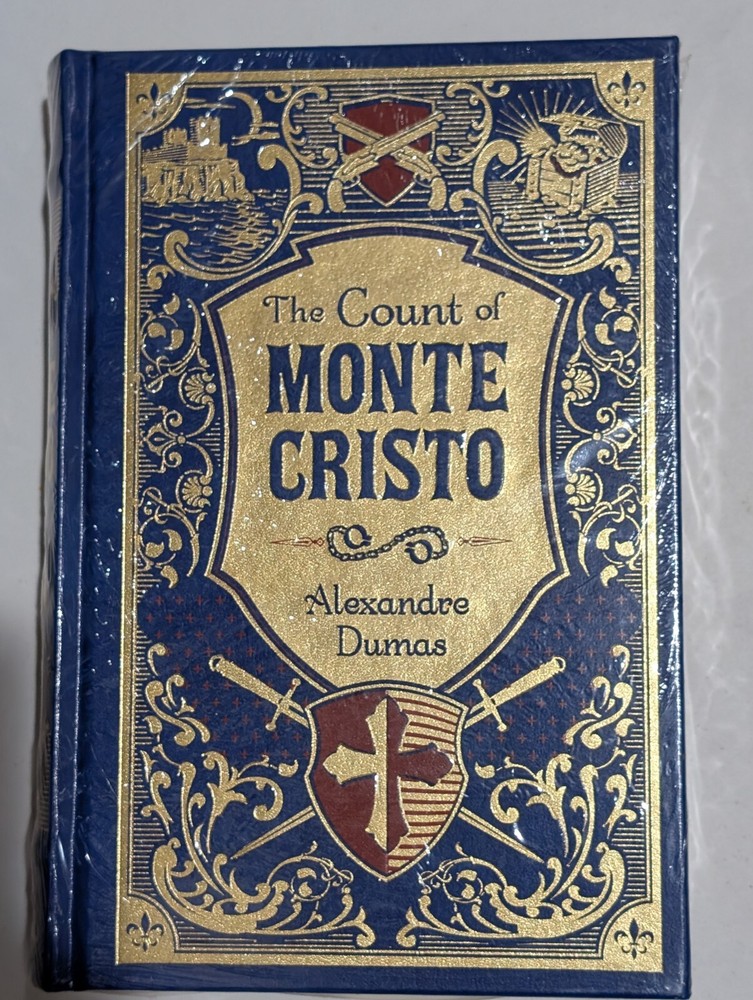 The Count of
MONTE
CRISTO
Alexandre
Dumas